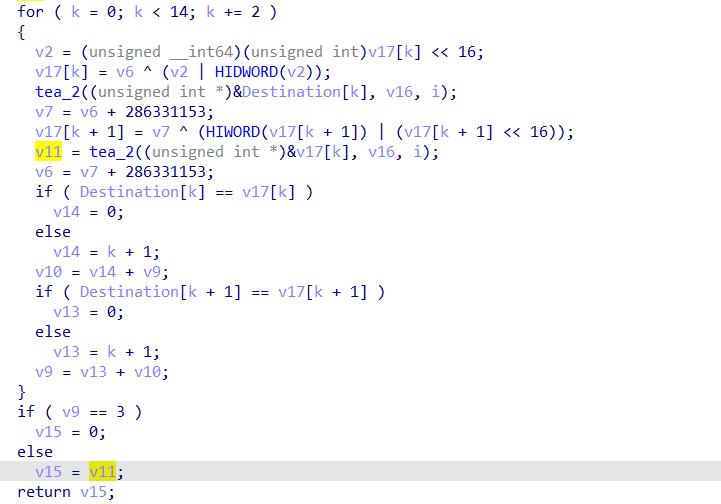 for ( k = 0; k < 14; k += 2 )
{
  v2 = (unsigned __int64)(unsigned int)v17[k] << 16;
  v17[k] = v6 ^ (v2 | HIDWORD(v2));
  tea_2((unsigned int *)&Destination[k], v16, i);
  v7 = v6 + 286331153;
  v17[k + 1] = v7 ^ (HIWORD(v17[k + 1]) | (v17[k + 1] << 16));
  v11 = tea_2((unsigned int *)&v17[k], v16, i);
  v6 = v7 + 286331153;
  if ( Destination[k] == v17[k] )
    v14 = 0;
  else
    v14 = k + 1;
  v10 = v14 + v9;
  if ( Destination[k + 1] == v17[k + 1] )
    v13 = 0;
  else
    v13 = k + 1;
  v9 = v13 + v10;
}
if ( v9 == 3 )
  v15 = 0;
else
  v15 = v11;
return v15;